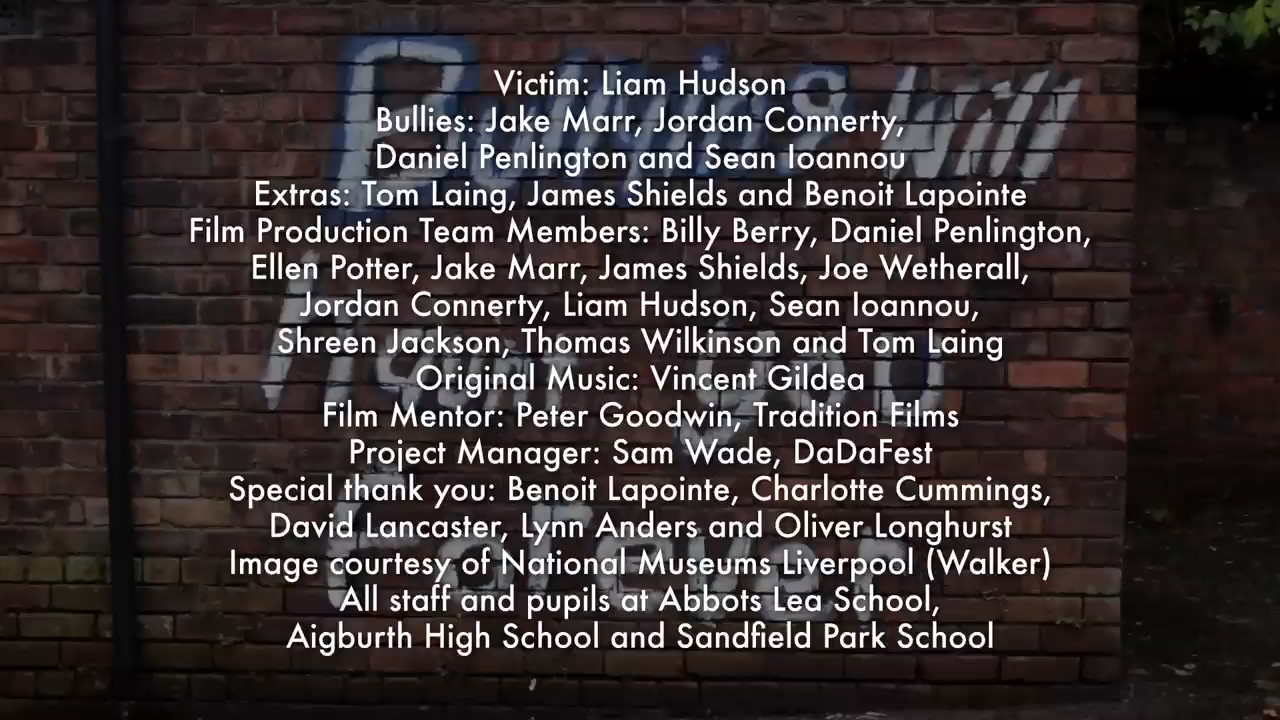 Victim: Liam Hudson
Bullies: Jake Marr, Jordan Connerty,
Daniel Penlington and Sean Ioannou
Extras: Tom Laing, James Shields and Benoit Lapointe
Film Production Team Members: Billy Berry, Daniel Penlington,
Ellen Potter, Jake Marr, James Shields, Joe Wetherall,
Jordan Connerty, Liam Hudson, Sean Ioannou,
Shreen Jackson, Thomas Wilkinson and Tom Laing
Original Music: Vincent Gildea
Film Mentor: Peter Goodwin, Tradition Films
Project Manager: Sam Wade, DaDaFest
Special thank you: Benoit Lapointe, Charlotte Cummings,
David Lancaster, Lynn Anders and Oliver Longhurst
Image courtesy of National Museums Liverpool (Walker)
All staff and pupils at Abbots Lea School,
Aigburth High School and Sandfield Park School
will